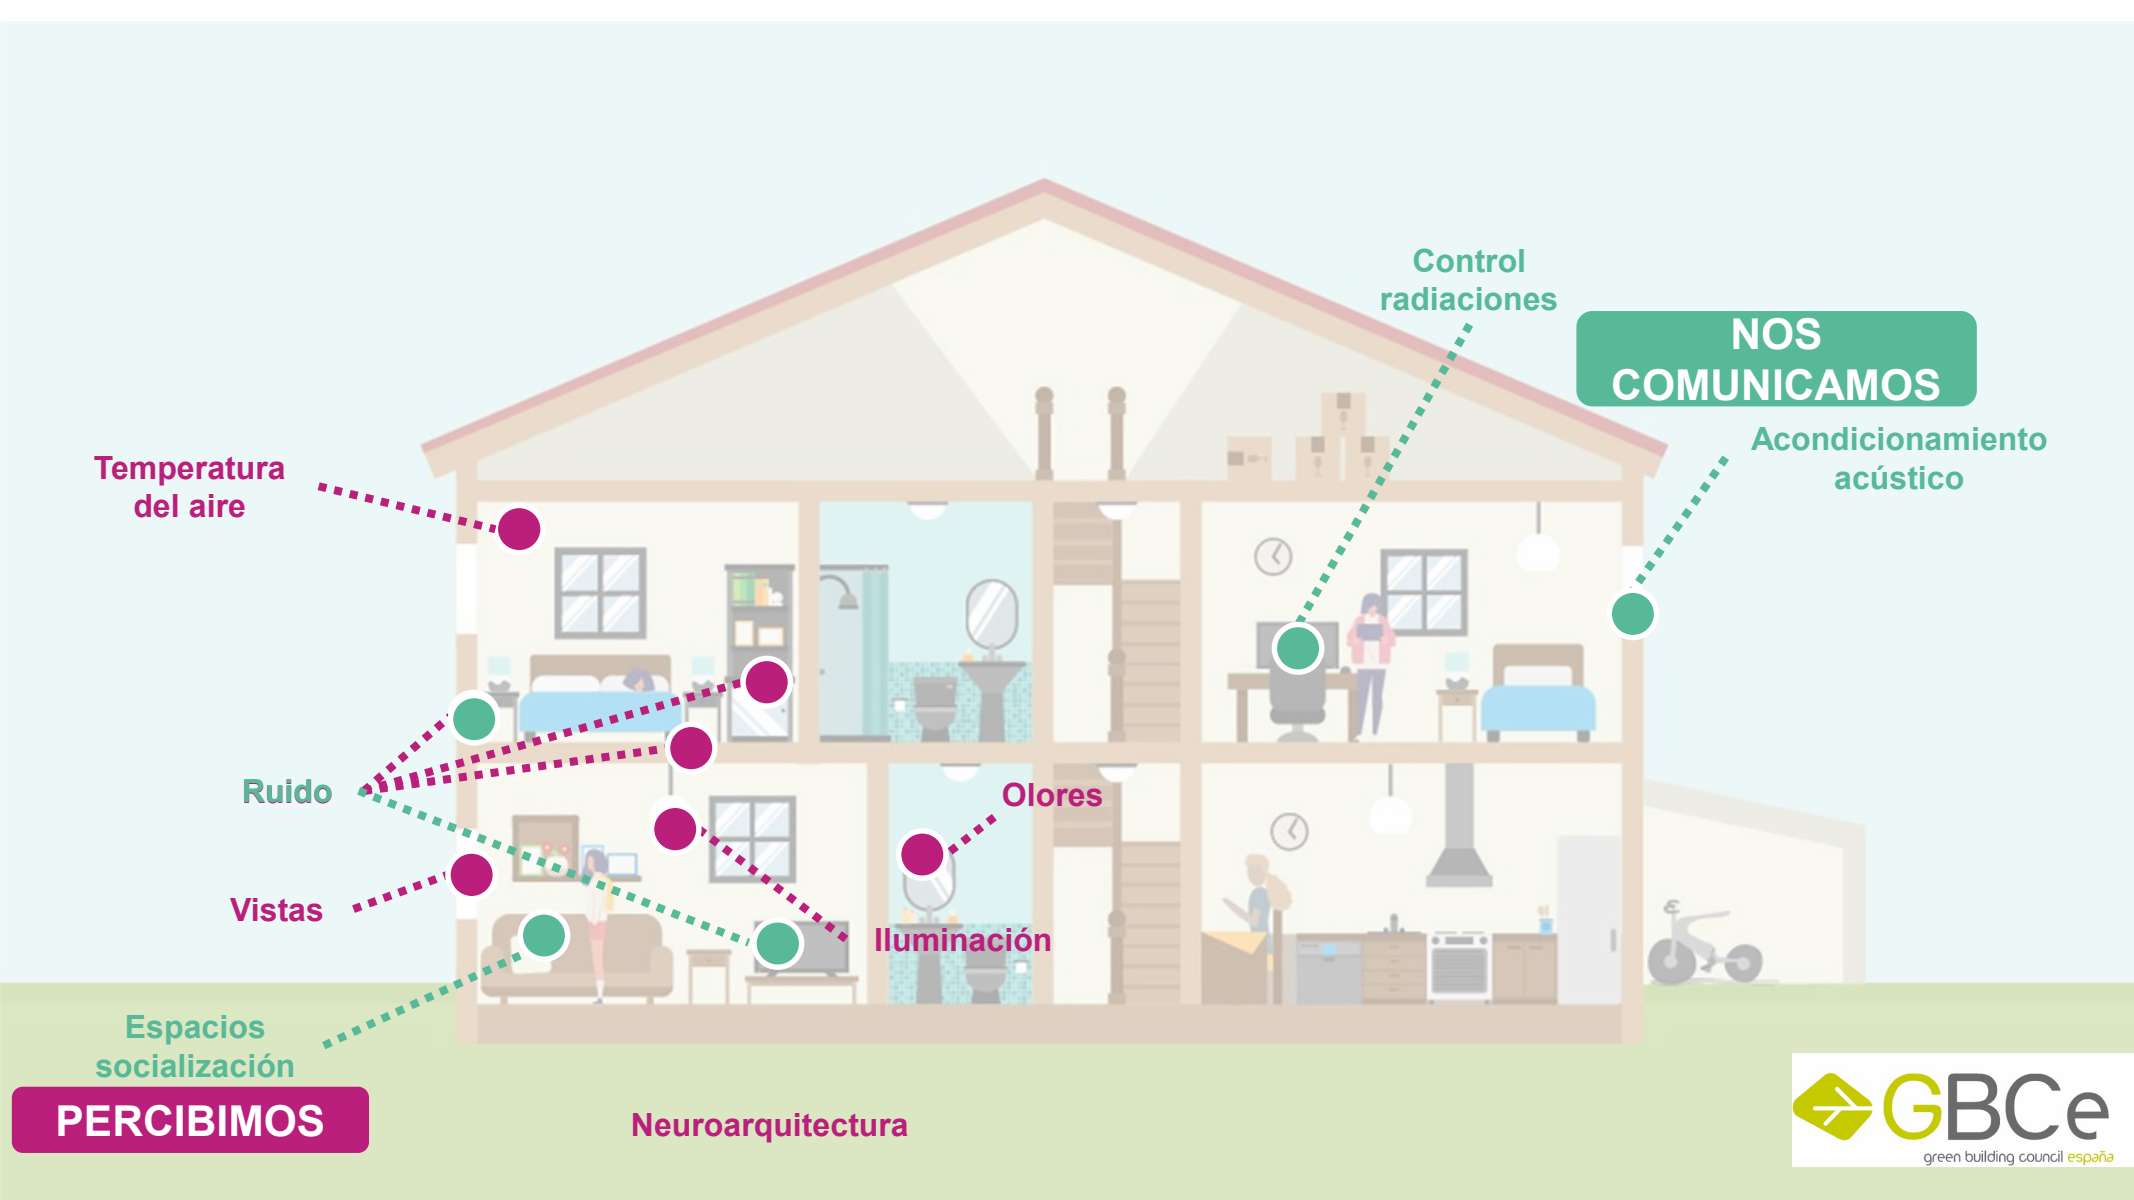 Control
radiaciones
NOS
COMUNICAMOS
Acondicionamiento
acústico
Temperatura
del aire
Ruido
Olores
Vistas
Iluminación
Espacios
socialización
PERCIBIMOS
Neuroarquitectura
GBCe
green building council españa